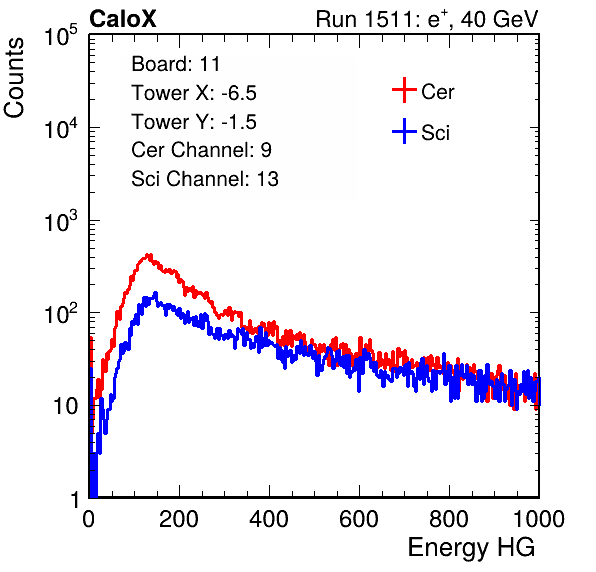 CaloX Run 1511: e⁺, 40 GeV
Counts
10⁵
10⁴
10³
10²
10
1
Board: 11
Tower X: -6.5
Tower Y: -1.5
Cer Channel: 9
Sci Channel: 13
Cer
Sci
0 200 400 600 800 1000
Energy HG